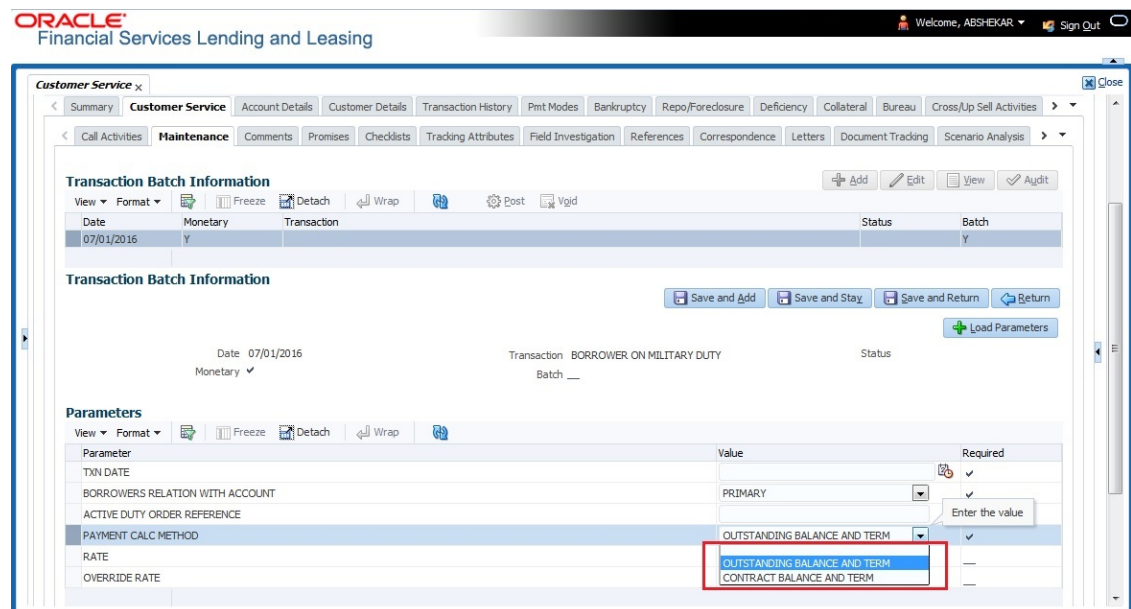 ORACLE
Financial Services Lending and Leasing
Welcome, ABSHEKAR
Sign Out
Customer Service
Close
Summary Customer Service Account Details Customer Details Transaction History Pmt Modes Bankruptcy Repo/Foreclosure Deficiency Collateral Bureau Cross/Up Sell Activities
Call Activities Maintenance Comments Promises Checklists Tracking Attributes Field Investigation References Correspondence Letters Document Tracking Scenario Analysis
Transaction Batch Information
Add Edit View Audit
View Format Freeze Detach Wrap Post Void
Date Monetary Transaction Status Batch
07/01/2016 Y Y
Transaction Batch Information
Save and Add Save and Stay Save and Return Return
Load Parameters
Date 07/01/2016 Transaction BORROWER ON MILITARY DUTY Status
Monetary Batch
Parameters
View Format Freeze Detach Wrap
Parameter Value Required
TXN DATE
BORROWERS RELATION WITH ACCOUNT PRIMARY
ACTIVE DUTY ORDER REFERENCE
Enter the value
PAYMENT CALC METHOD OUTSTANDING BALANCE AND TERM
RATE
OUTSTANDING BALANCE AND TERM
OVERRIDE RATE
CONTRACT BALANCE AND TERM